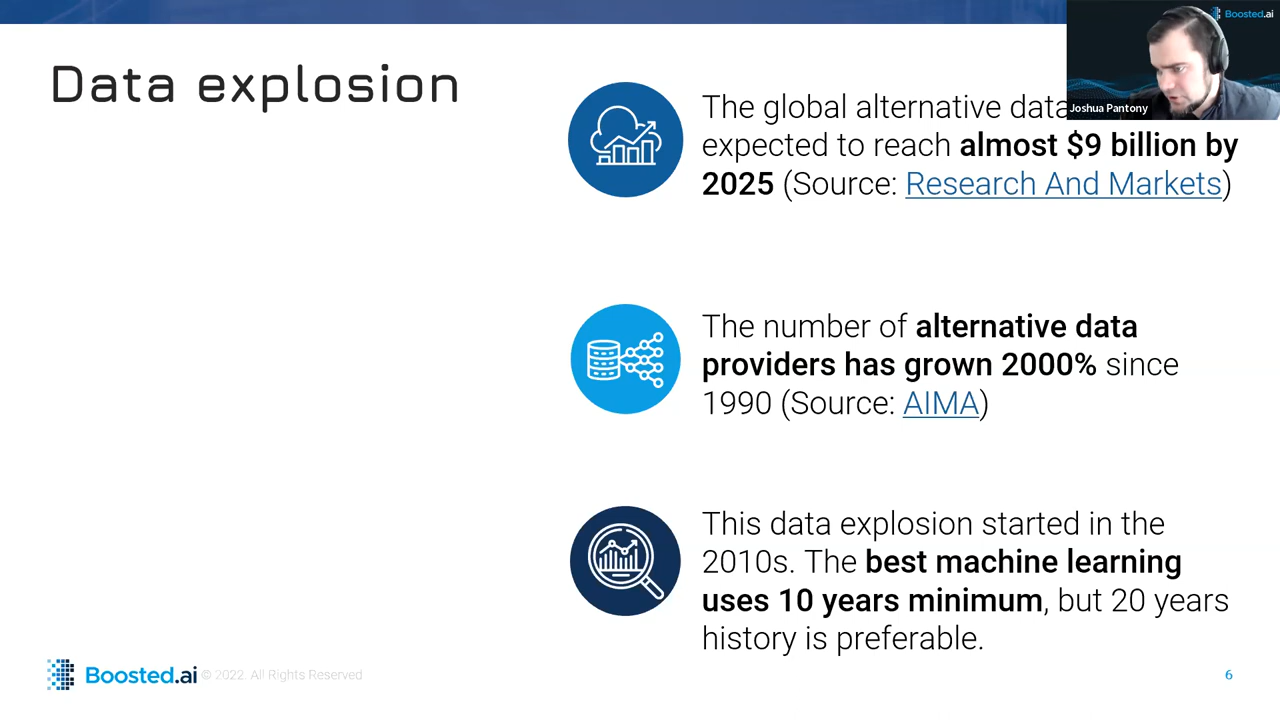 Data explosion
The global alternative data
expected to reach almost $9 billion by
2025 (Source: Research And Markets)
The number of alternative data
providers has grown 2000% since
1990 (Source: AIMA)
This data explosion started in the
2010s. The best machine learning
uses 10 years minimum, but 20 years
history is preferable.
Boosted.ai
Joshua Pantony
Boosted.ai © 2022. All Rights Reserved
6